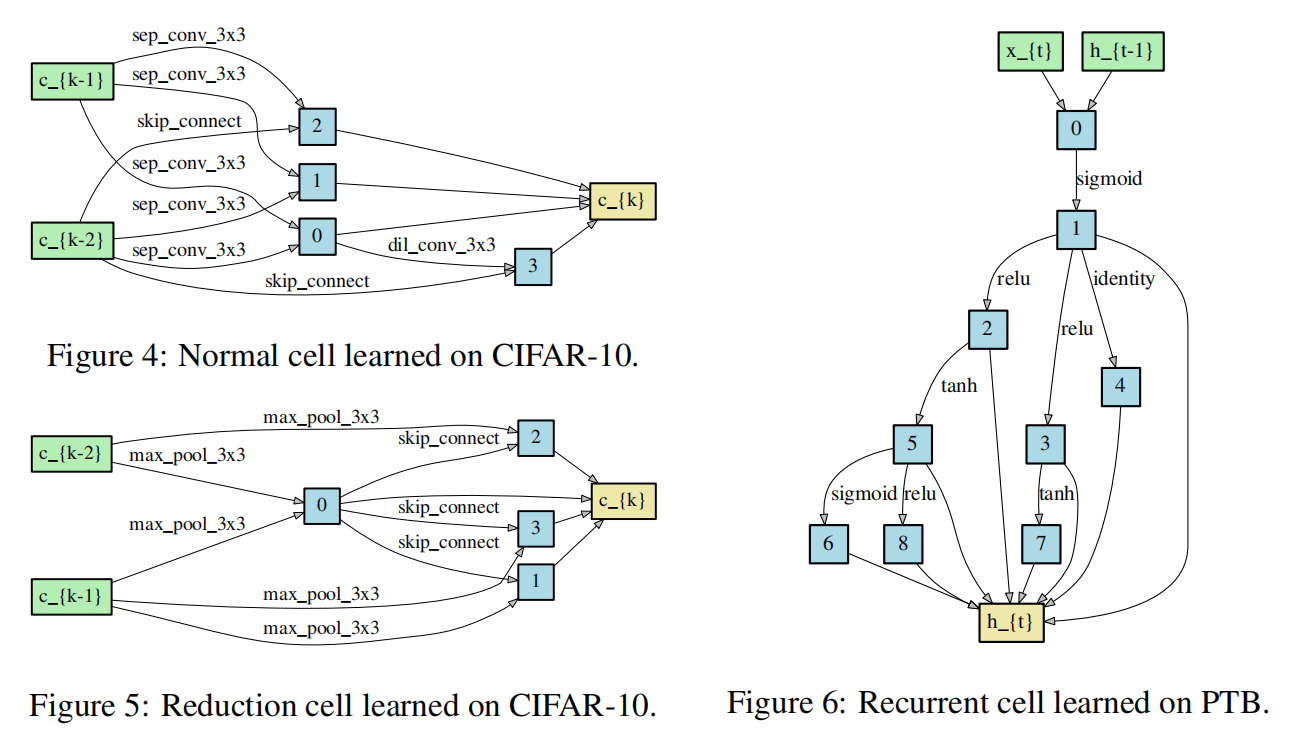 sep_conv_3x3
c_{k-1}
sep_conv_3x3
2
skip_connect
sep_conv_3x3
1
c_{k}
sep_conv_3x3
0
c_{k-2}
dil_conv_3x3
sep_conv_3x3
3
skip_connect
Figure 4: Normal cell learned on CIFAR-10.
max_pool_3x3
2
skip_connect
c_{k-2}
max_pool_3x3
0
c_{k}
skip_connect
max_pool_3x3
3
skip_connect
1
c_{k-1}
max_pool_3x3
max_pool_3x3
Figure 5: Reduction cell learned on CIFAR-10.
x_{t}
h_{t-1}
0
sigmoid
1
relu
identity
2
relu
tanh
4
5
3
sigmoid
relu
tanh
6
8
7
h_{t}
Figure 6: Recurrent cell learned on PTB.